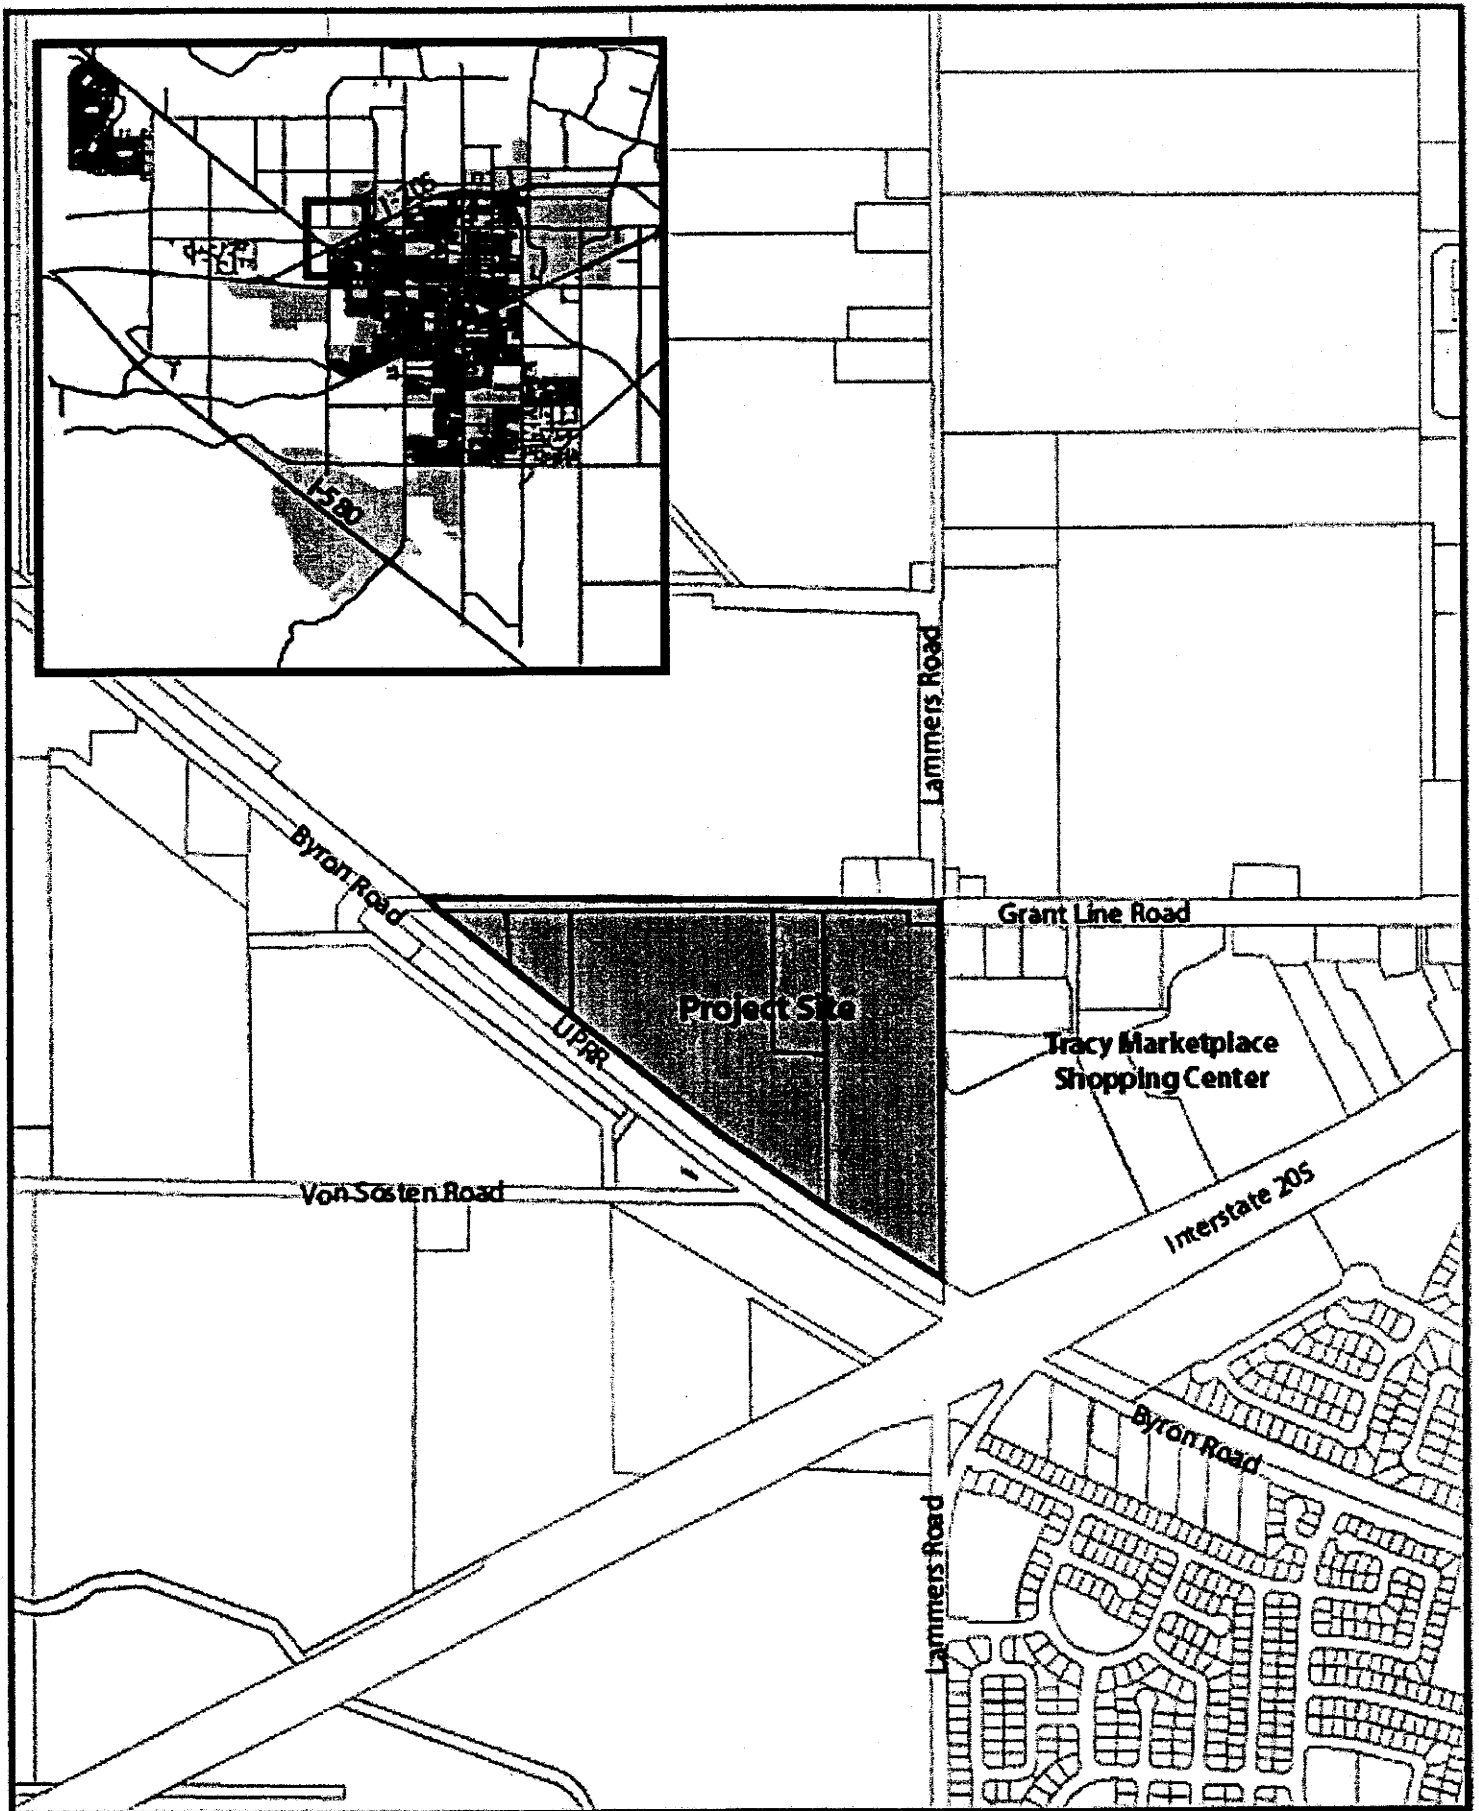 I-205
I-580
Lammers Road
Byron Road
Grant Line Road
Project Site
UPRR
Tracy Marketplace
Shopping Center
Von Sosten Road
Interstate 205
Byron Road
Lammers Road